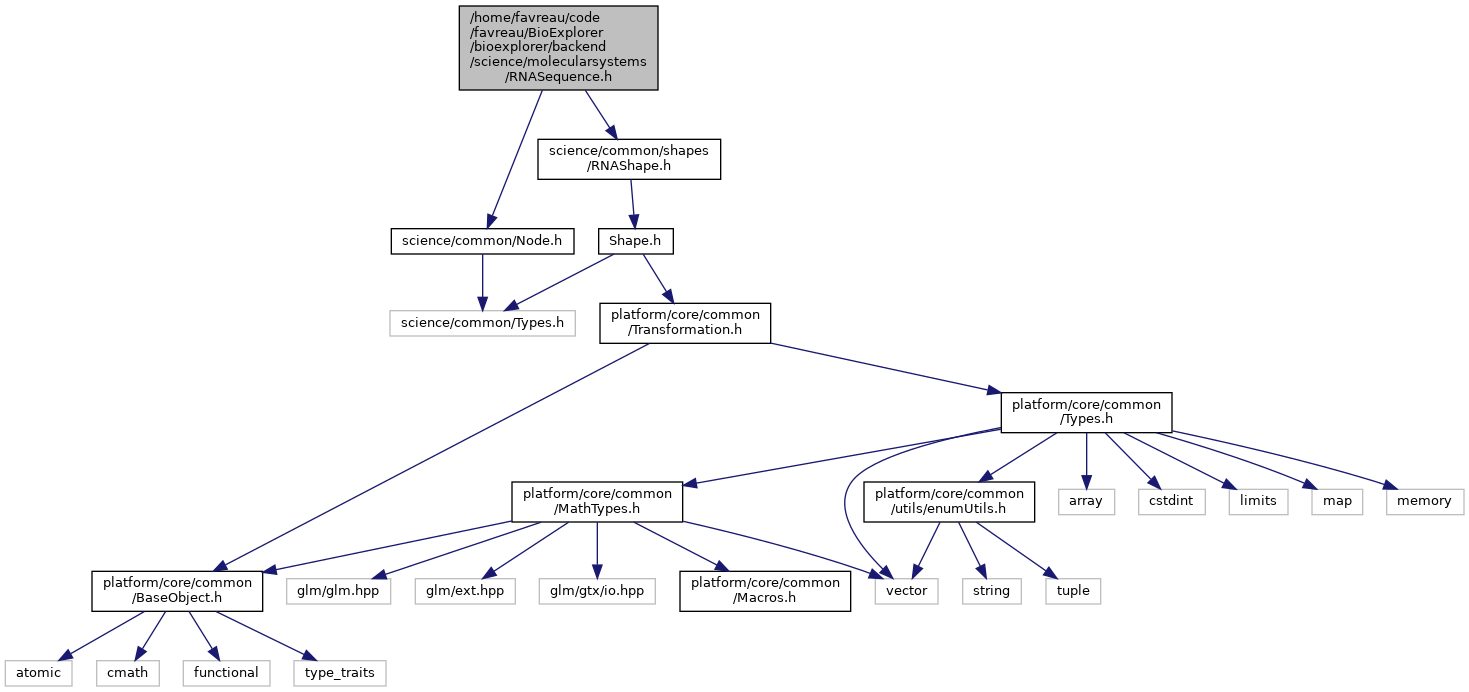 /home/favreau/code
/favreau/BioExplorer
/bioexplorer/backend
/science/molecularsystems
/RNASequence.h
science/common/shapes
/RNAShape.h
science/common/Node.h
Shape.h
science/common/Types.h
platform/core/common
/Transformation.h
platform/core/common
/Types.h
platform/core/common
/MathTypes.h
platform/core/common
/utils/enumUtils.h
array
cstdint
limits
map
memory
platform/core/common
/BaseObject.h
glm/glm.hpp
glm/ext.hpp
glm/gtx/io.hpp
platform/core/common
/Macros.h
vector
string
tuple
atomic
cmath
functional
type_traits